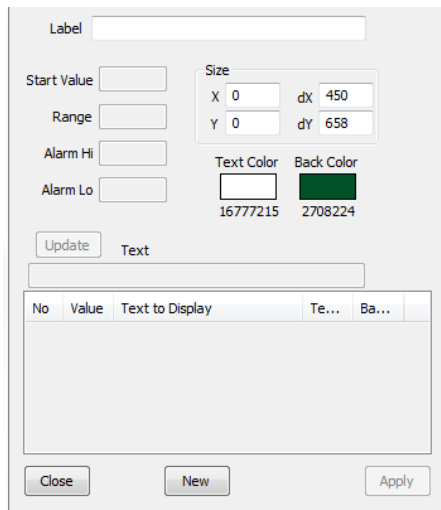 Label
Start Value
Size
X 0 dX 450
Range
Y 0 dY 658
Alarm Hi
Text Color Back Color
Alarm Lo
16777215 2708224
Update Text
No Value Text to Display Te... Ba...
Close New Apply